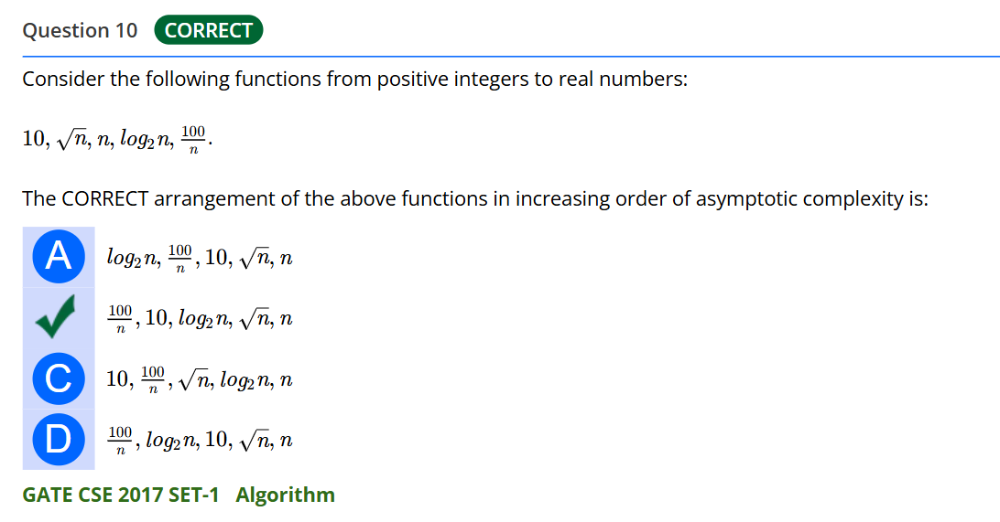 Question 10 CORRECT
Consider the following functions from positive integers to real numbers:
10, √n, n, log₂n, 100/n.
The CORRECT arrangement of the above functions in increasing order of asymptotic complexity is:
A log₂n, 100/n, 10, √n, n
100/n, 10, log₂n, √n, n
C 10, 100/n, √n, log₂n, n
D 100/n, log₂n, 10, √n, n
GATE CSE 2017 SET-1 Algorithm